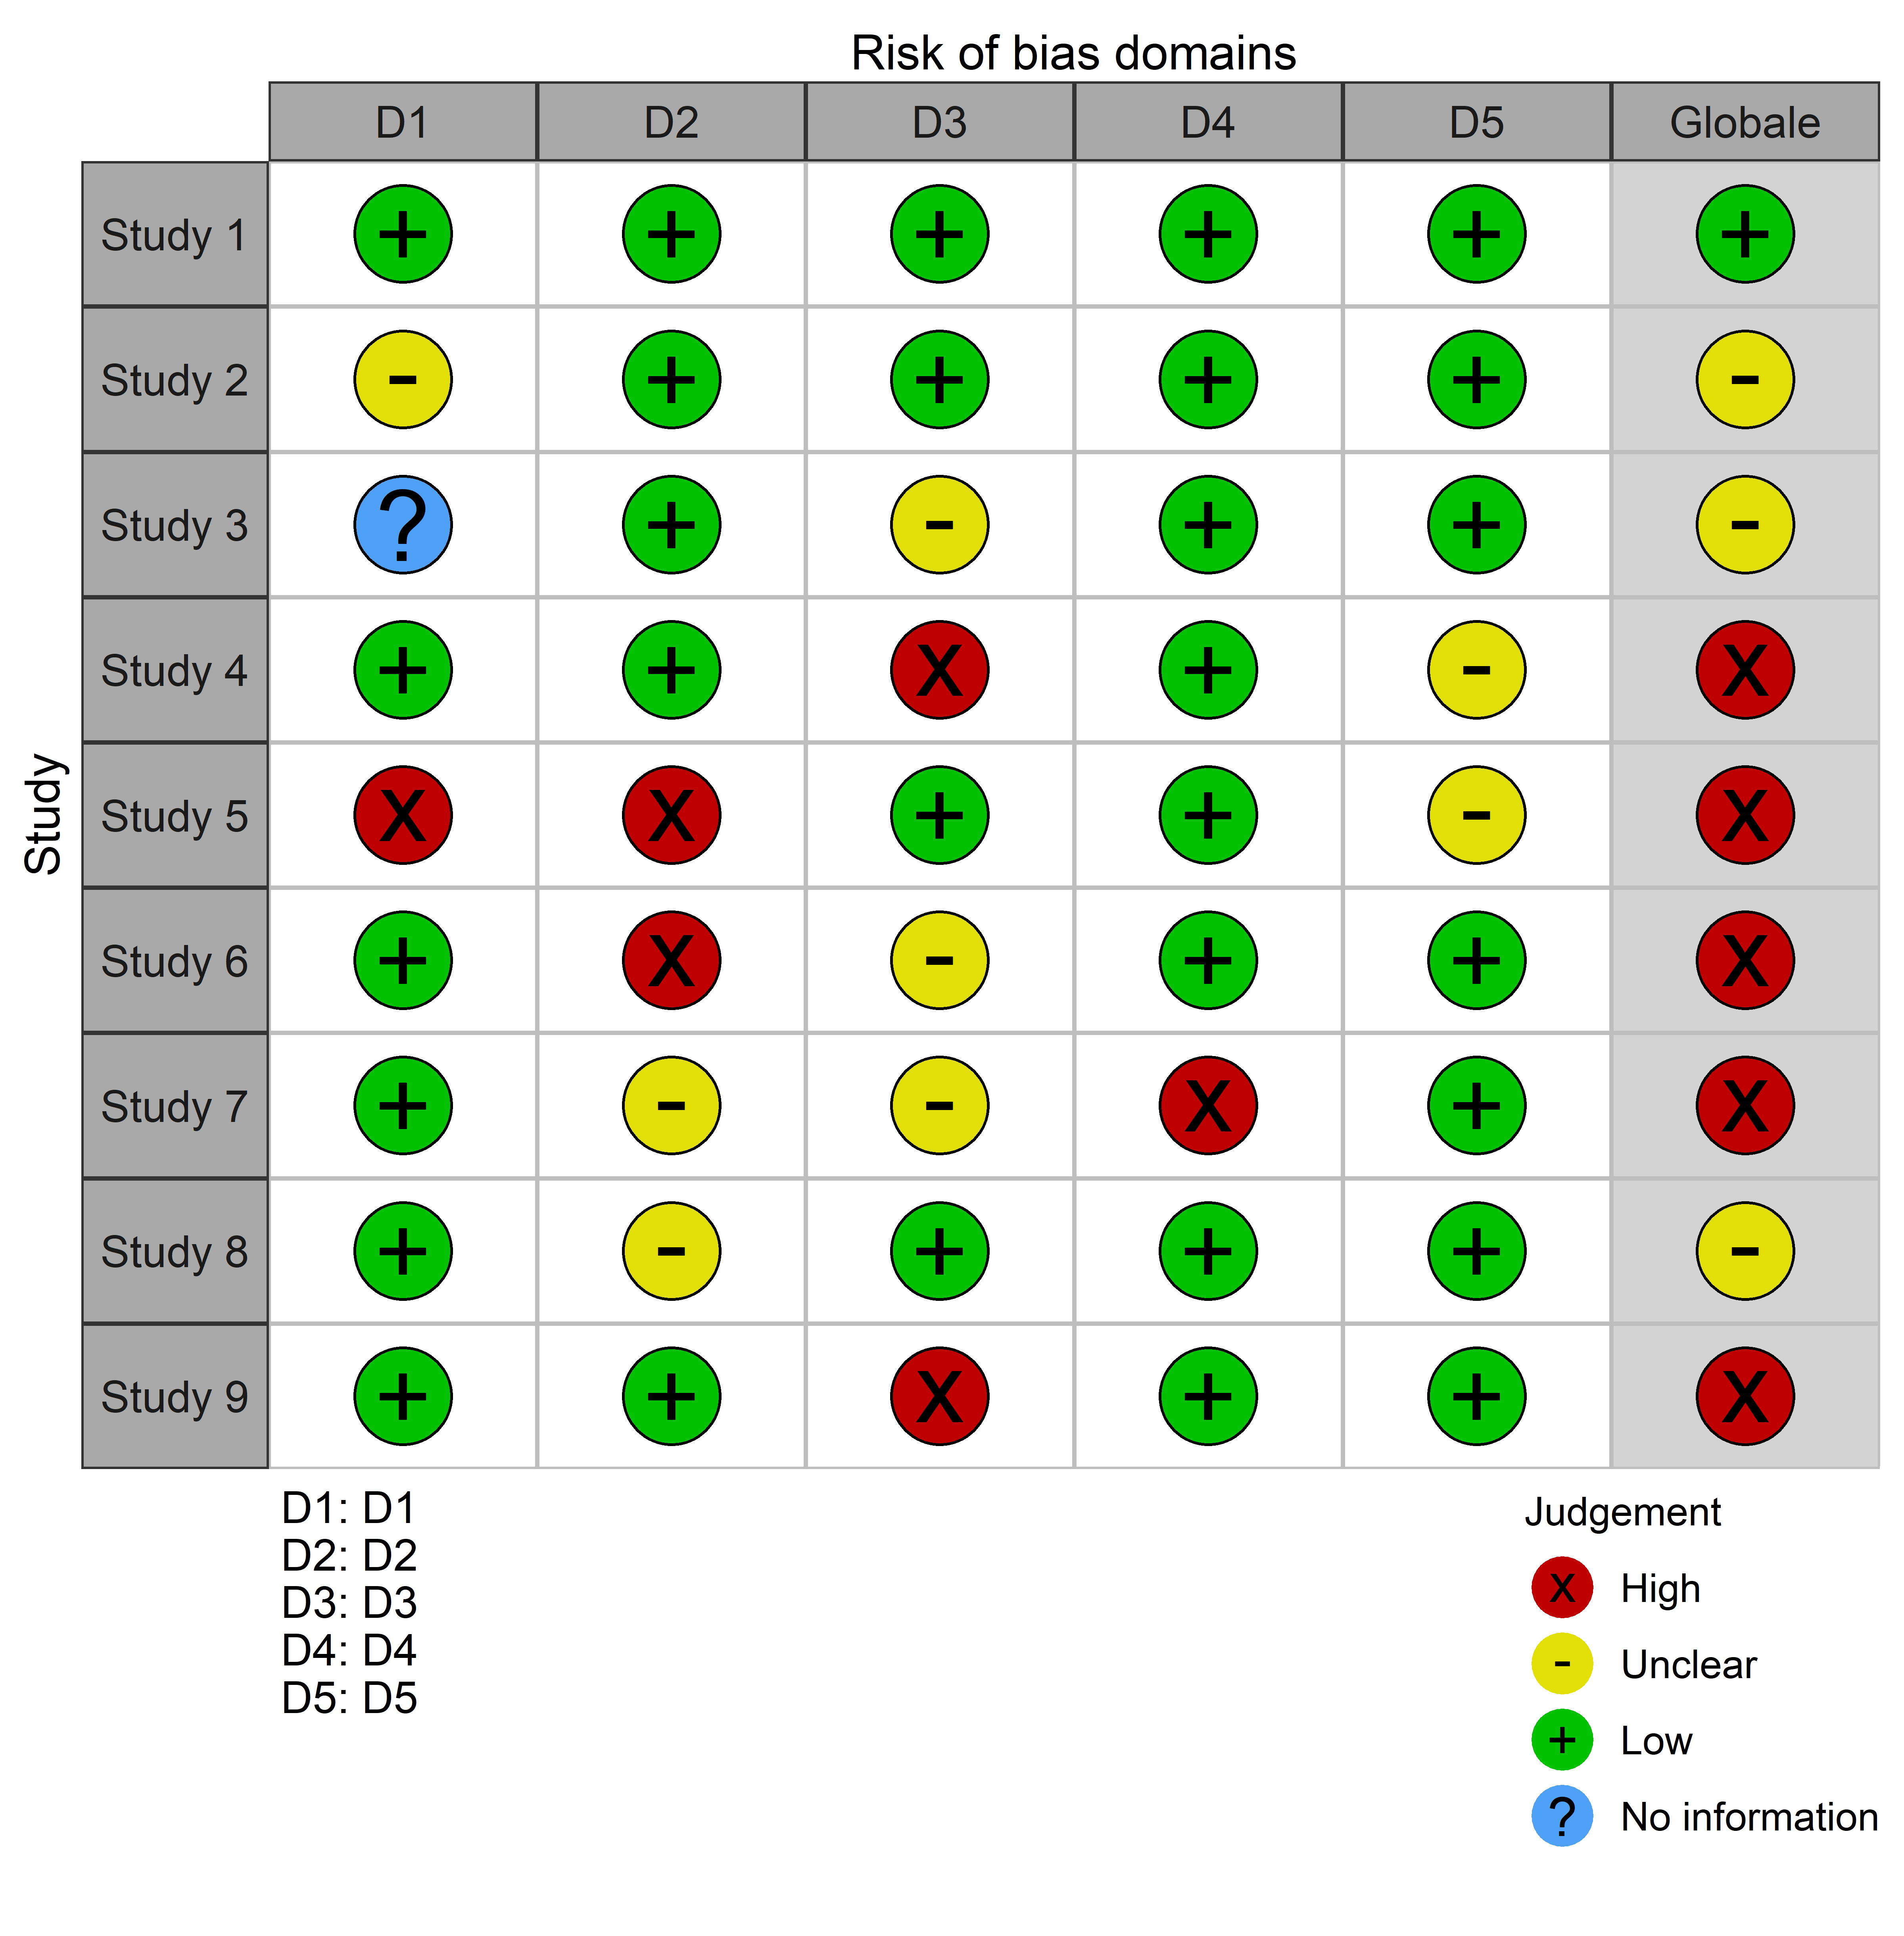 Risk of bias domains
D1 D2 D3 D4 D5 Globale
Study
Study 1 + + + + + +
Study 2 - + + + + -
Study 3 ? + - + + -
Study 4 + + X + - X
Study 5 X X + + - X
Study 6 + X - + + X
Study 7 + - - X + X
Study 8 + - + + + -
Study 9 + + X + + X
D1: D1
D2: D2
D3: D3
D4: D4
D5: D5
Judgement
X High
- Unclear
+ Low
? No information